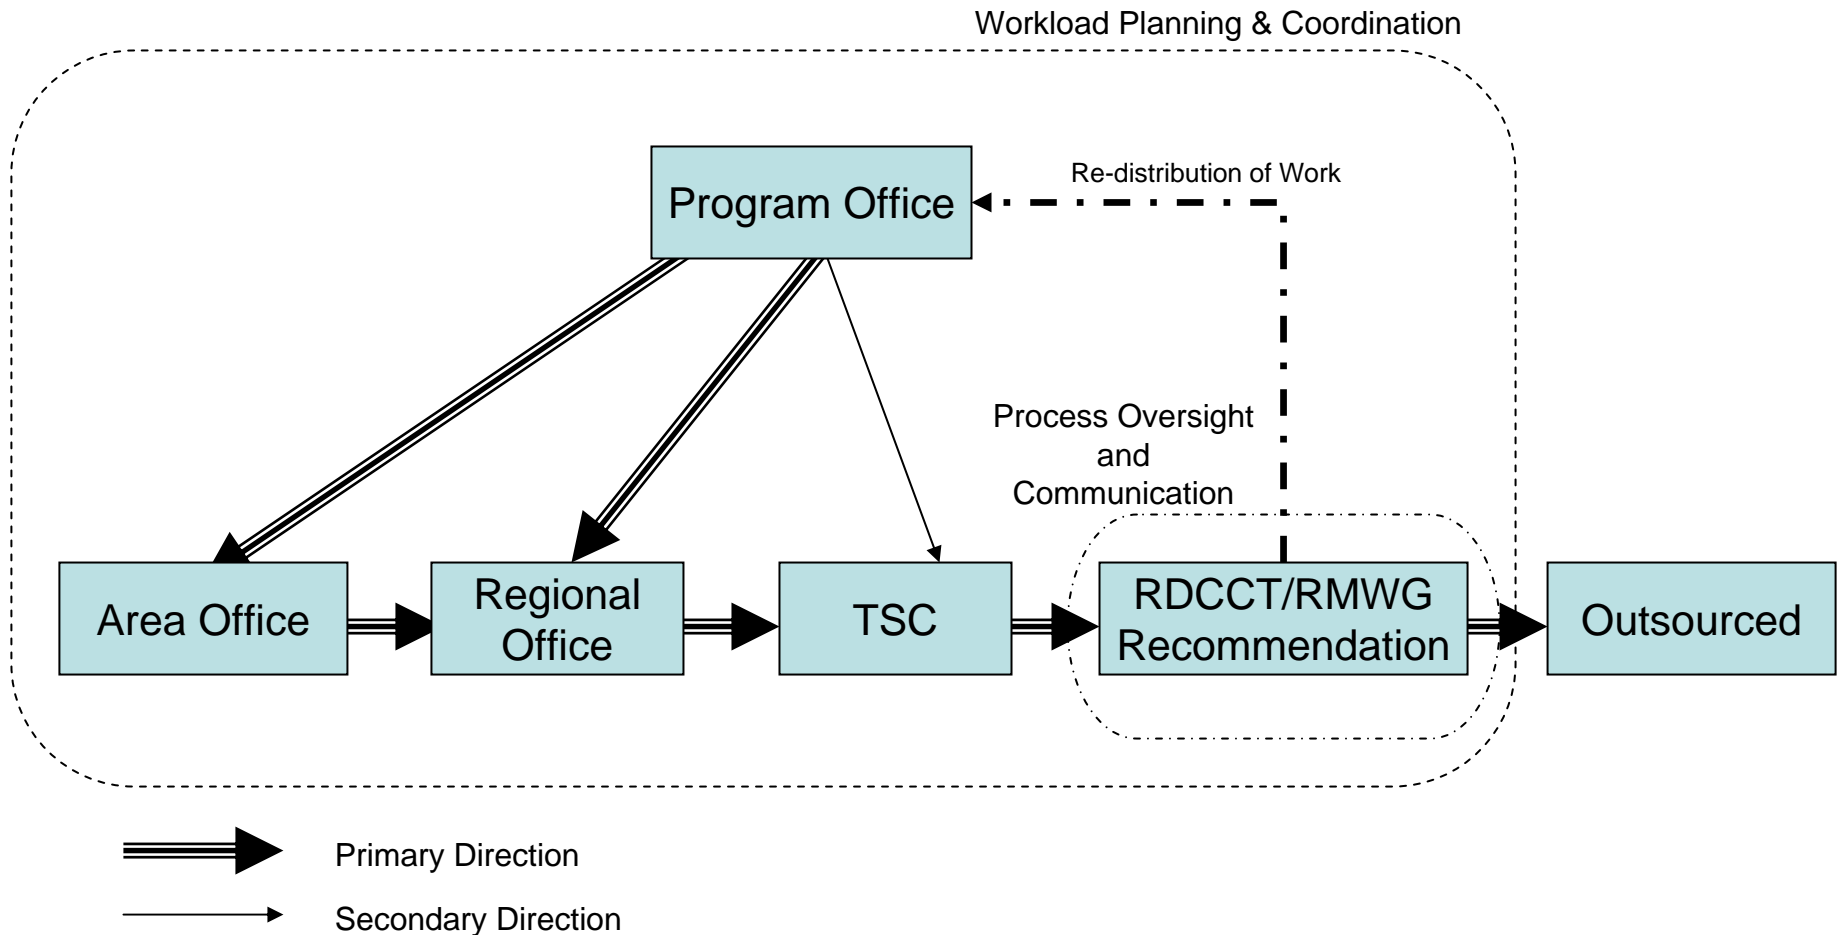 Workload Planning & Coordination
Program Office
Re-distribution of Work
Process Oversight
and
Communication
Area Office
Regional
Office
TSC
RDCCT/RMWG
Recommendation
Outsourced
Primary Direction
Secondary Direction